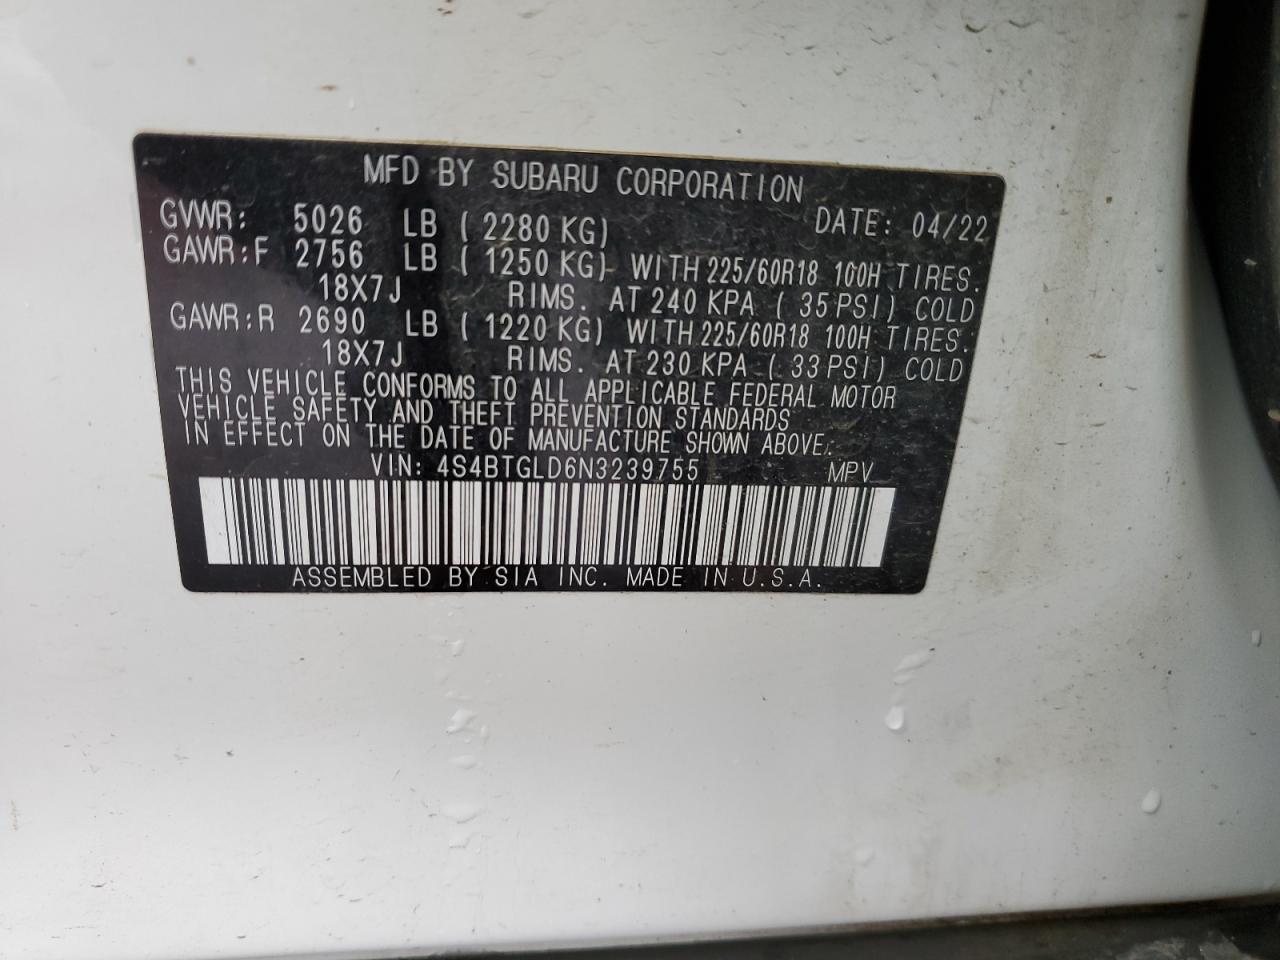 MFD BY SUBARU CORPORATION
GVWR: 5026 LB ( 2280 KG) DATE: 04/22
GAWR:F 2756 LB ( 1250 KG) WITH 225/60R18 100H TIRES.
18X7J RIMS. AT 240 KPA ( 35 PSI) COLD
GAWR:R 2690 LB ( 1220 KG) WITH 225/60R18 100H TIRES.
18X7J RIMS. AT 230 KPA ( 33 PSI) COLD
THIS VEHICLE CONFORMS TO ALL APPLICABLE FEDERAL MOTOR
VEHICLE SAFETY AND THEFT PREVENTION STANDARDS
IN EFFECT ON THE DATE OF MANUFACTURE SHOWN ABOVE.
VIN: 4S4BTGLD6N3239755 MPV
ASSEMBLED BY SIA INC. MADE IN U.S.A.